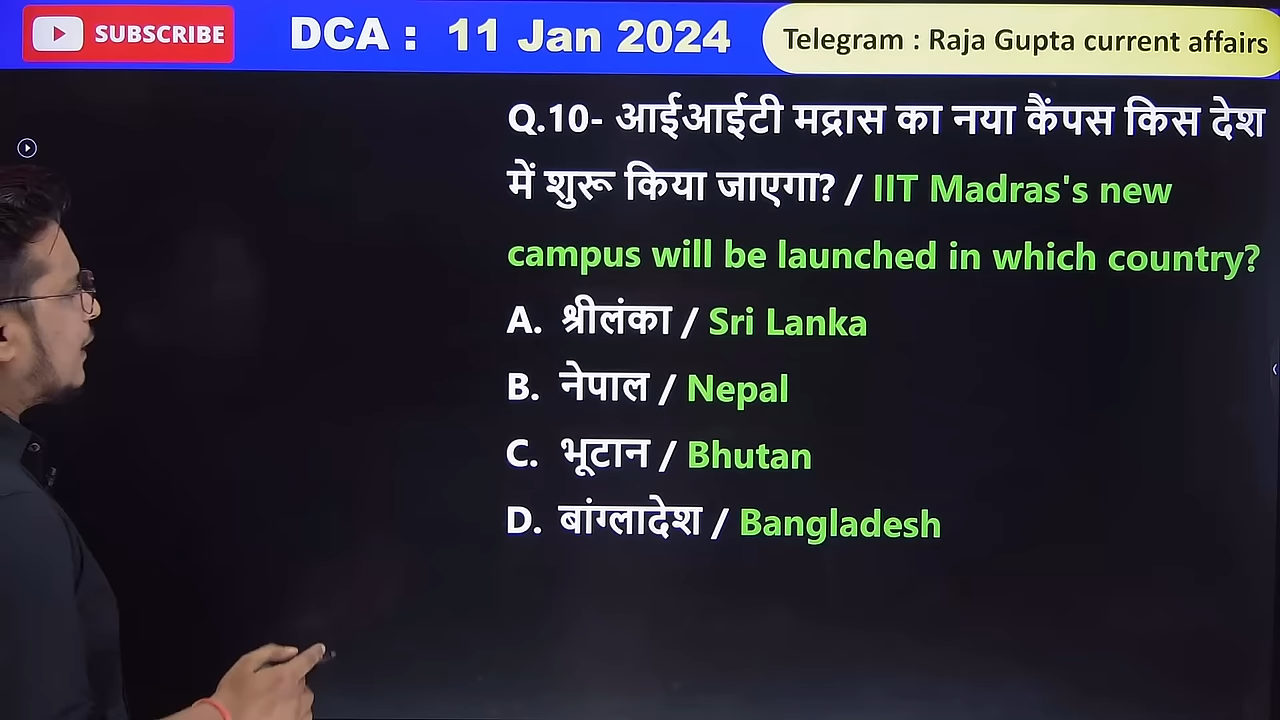 SUBSCRIBE
DCA : 11 Jan 2024
Telegram : Raja Gupta current affairs
Q.10- आईआईटी मद्रास का नया कैंपस किस देश
में शुरू किया जाएगा? / IIT Madras's new
campus will be launched in which country?
A. श्रीलंका / Sri Lanka
B. नेपाल / Nepal
C. भूटान / Bhutan
D. बांग्लादेश / Bangladesh